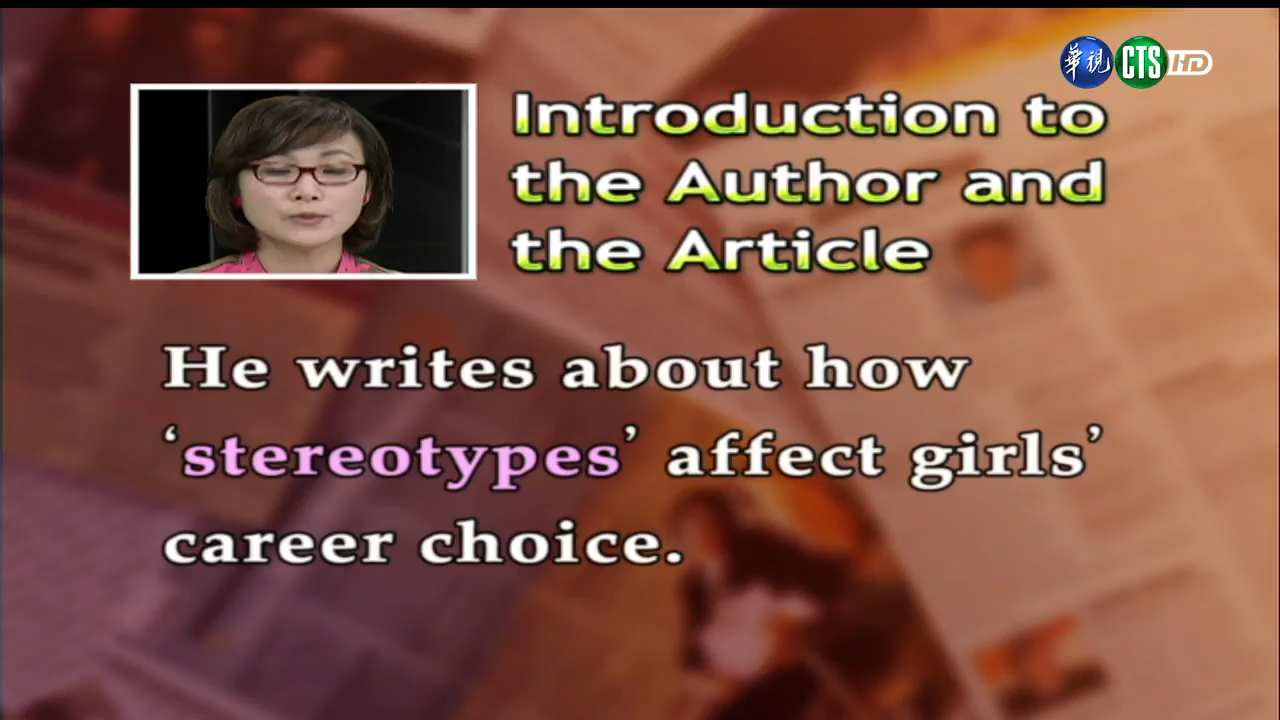 華視 CTS HD
Introduction to
the Author and
the Article
He writes about how
‘stereotypes’ affect girls’
career choice.